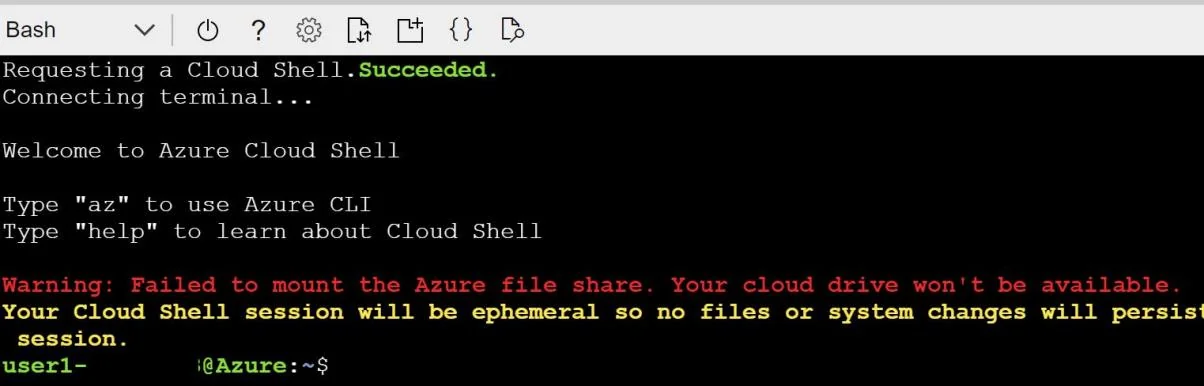 Bash
Requesting a Cloud Shell.Succeeded.
Connecting terminal...
Welcome to Azure Cloud Shell
Type "az" to use Azure CLI
Type "help" to learn about Cloud Shell
Warning: Failed to mount the Azure file share. Your cloud drive won't be available.
Your Cloud Shell session will be ephemeral so no files or system changes will persist
session.
user1- @Azure:~$